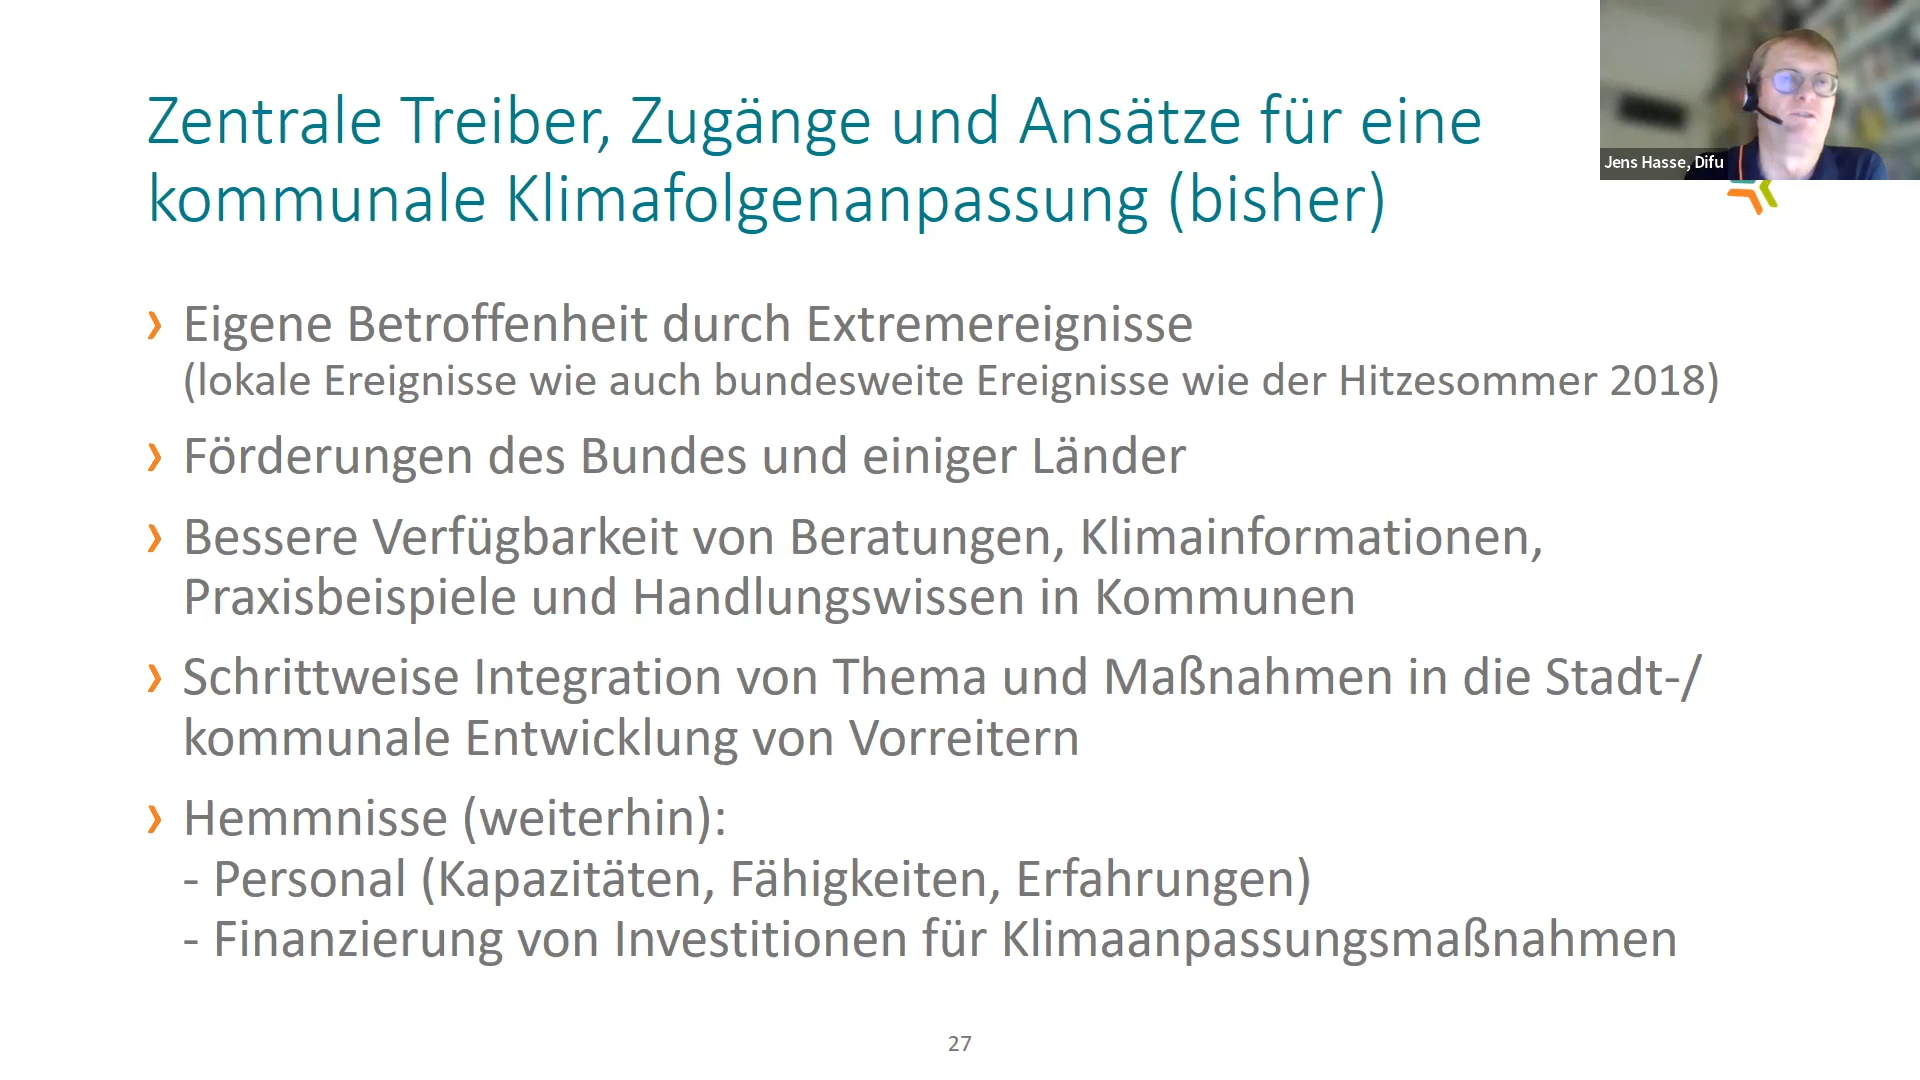 Zentrale Treiber, Zugänge und Ansätze für eine
kommunale Klimafolgenanpassung (bisher)
Jens Hasse, Difu
› Eigene Betroffenheit durch Extremereignisse
(lokale Ereignisse wie auch bundesweite Ereignisse wie der Hitzesommer 2018)
› Förderungen des Bundes und einiger Länder
› Bessere Verfügbarkeit von Beratungen, Klimainformationen,
Praxisbeispiele und Handlungswissen in Kommunen
› Schrittweise Integration von Thema und Maßnahmen in die Stadt-/
kommunale Entwicklung von Vorreitern
› Hemmnisse (weiterhin):
- Personal (Kapazitäten, Fähigkeiten, Erfahrungen)
- Finanzierung von Investitionen für Klimaanpassungsmaßnahmen
27